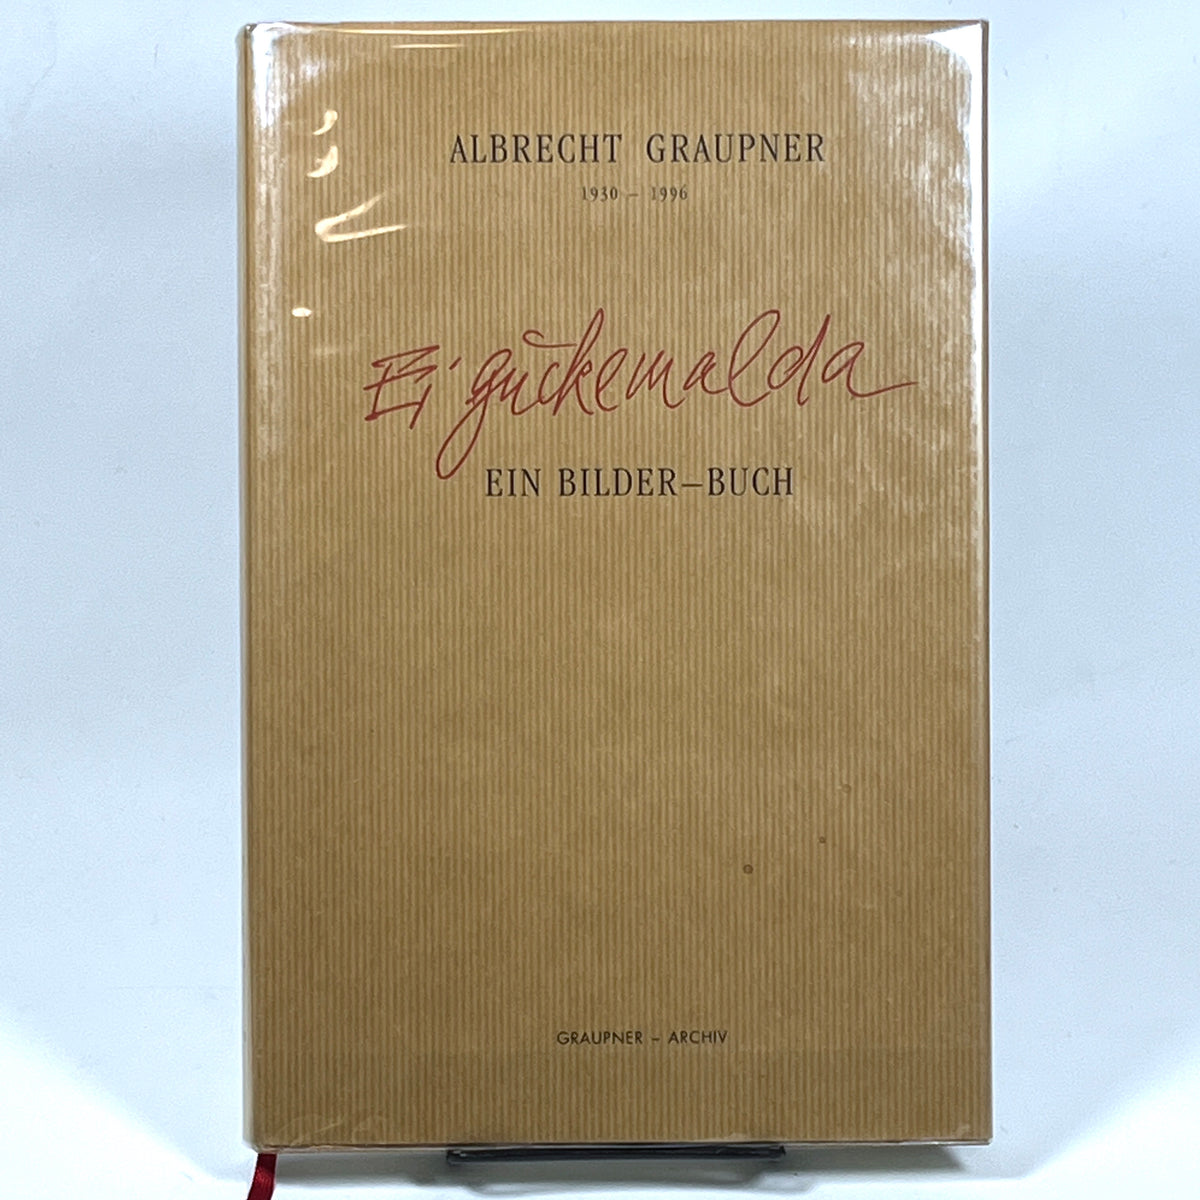 ALBRECHT GRAUPNER
1930 – 1996
Ei guckemalda
EIN BILDER–BUCH
GRAUPNER – ARCHIV